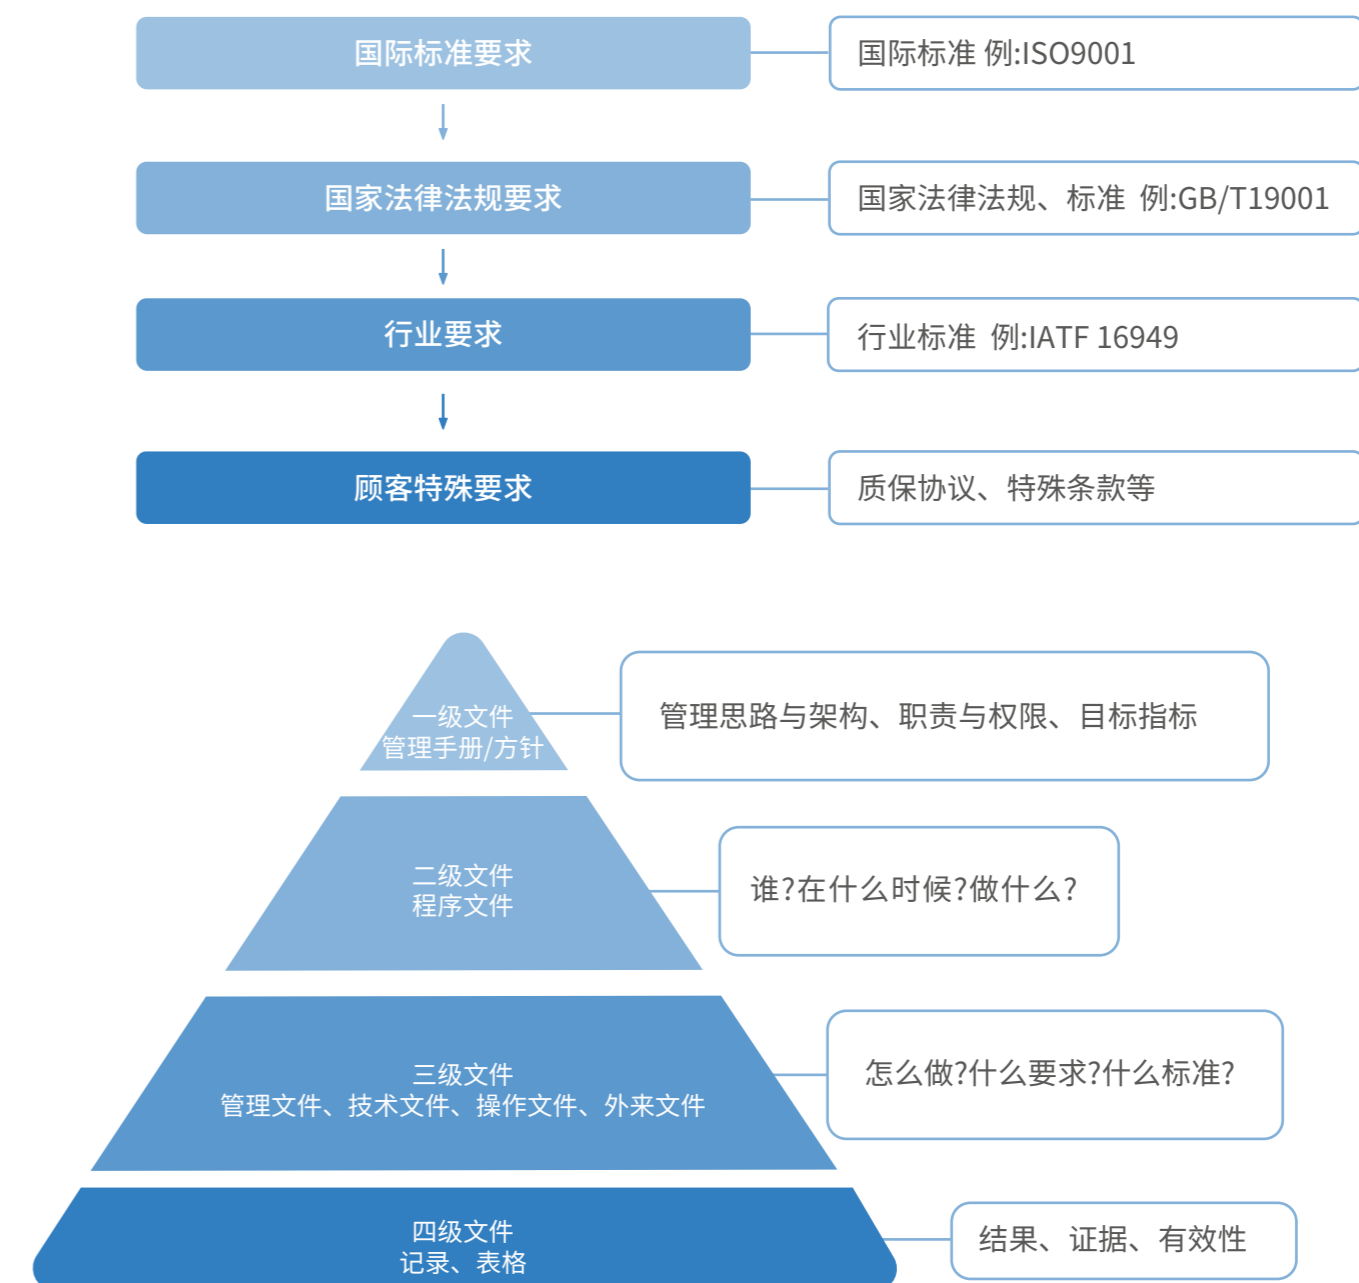 国际标准要求
国际标准 例:ISO9001
国家法律法规要求
国家法律法规、标准 例:GB/T19001
行业要求
行业标准 例:IATF 16949
顾客特殊要求
质保协议、特殊条款等
一级文件
管理手册/方针
管理思路与架构、职责与权限、目标指标
二级文件
程序文件
谁?在什么时候?做什么?
三级文件
管理文件、技术文件、操作文件、外来文件
怎么做?什么要求?什么标准?
四级文件
记录、表格
结果、证据、有效性